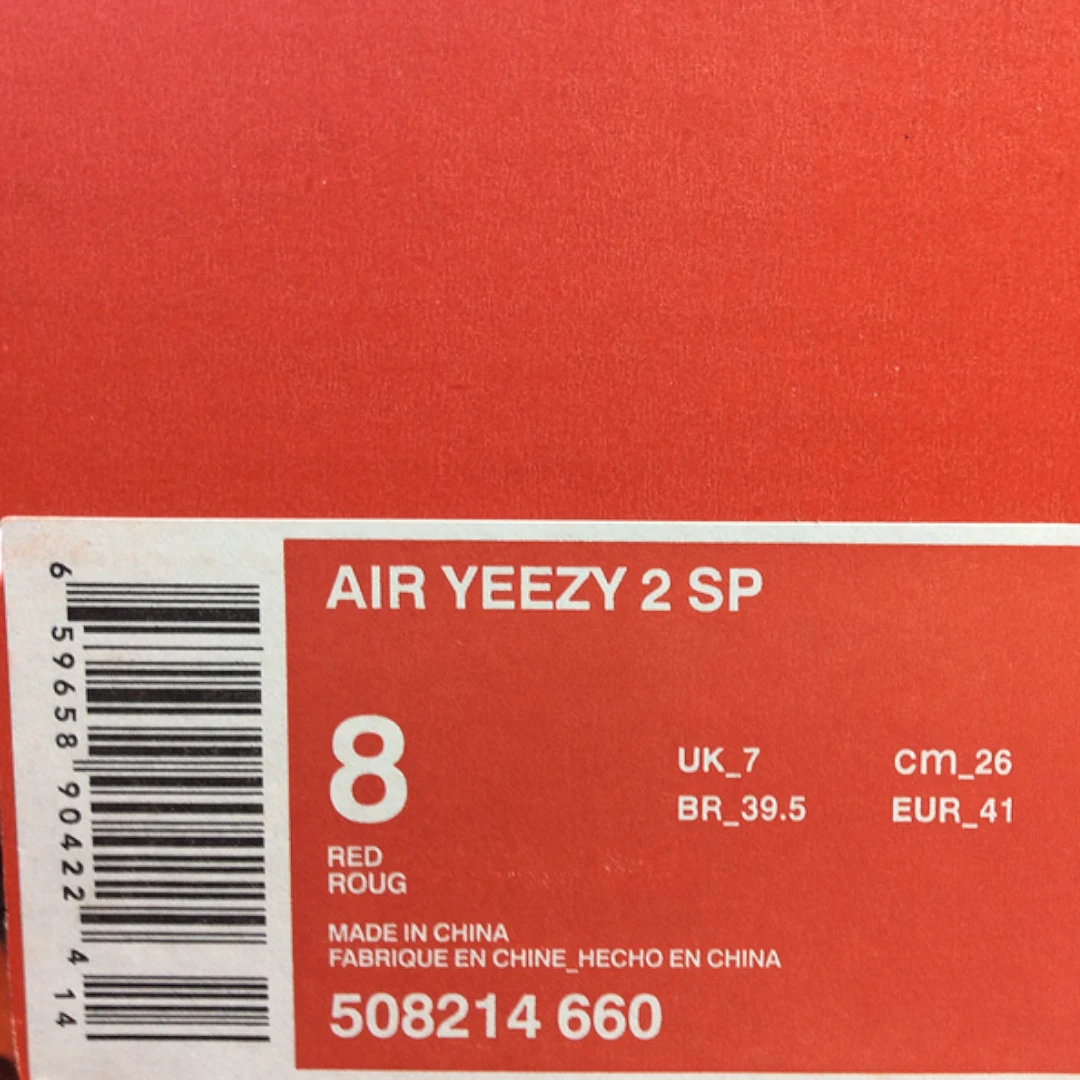 6 59658 90422 4 14
AIR YEEZY 2 SP
8
UK_7 cm_26
BR_39.5 EUR_41
RED
ROUG
MADE IN CHINA
FABRIQUE EN CHINE_HECHO EN CHINA
508214 660